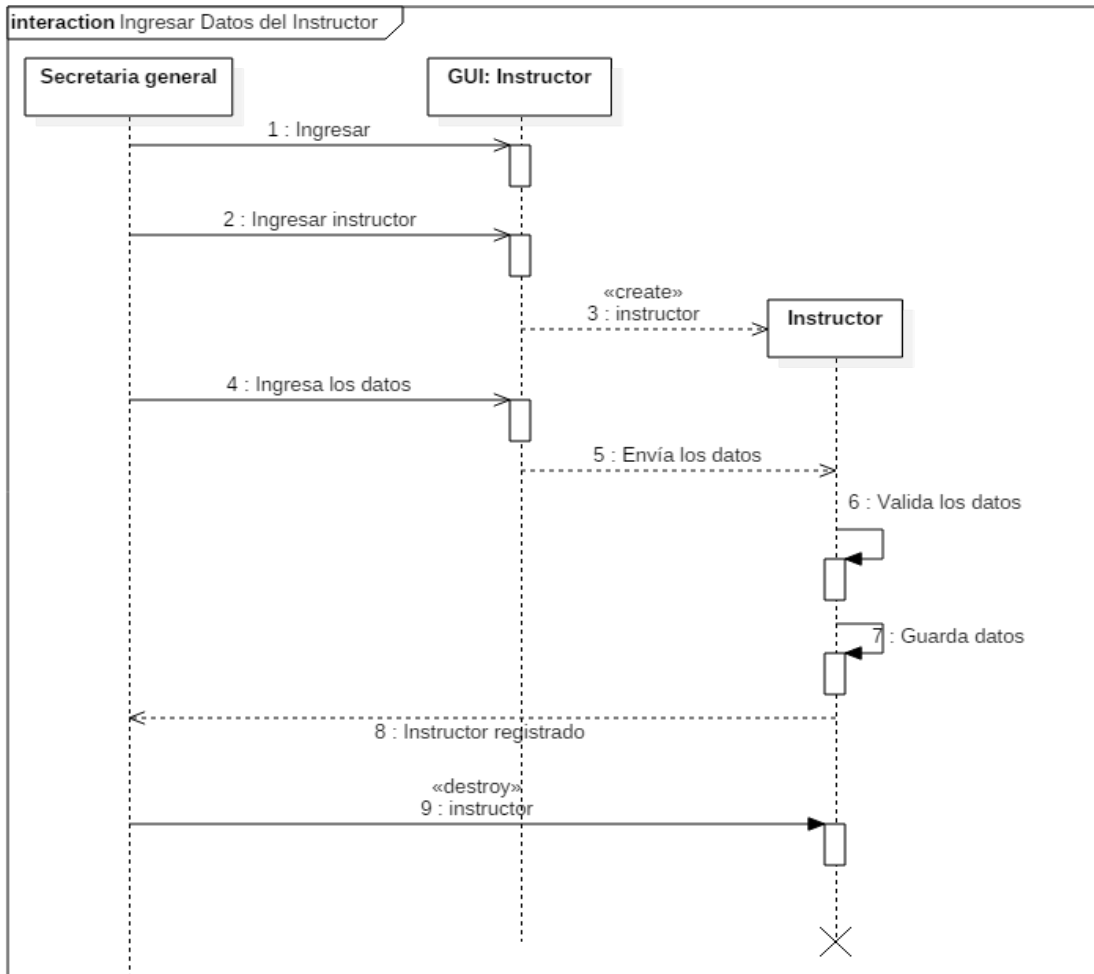 interaction Ingresar Datos del Instructor
Secretaria general
GUI: Instructor
1 : Ingresar
2 : Ingresar instructor
«create»
3 : instructor
Instructor
4 : Ingresa los datos
5 : Envía los datos
6 : Valida los datos
7 : Guarda datos
8 : Instructor registrado
«destroy»
9 : instructor